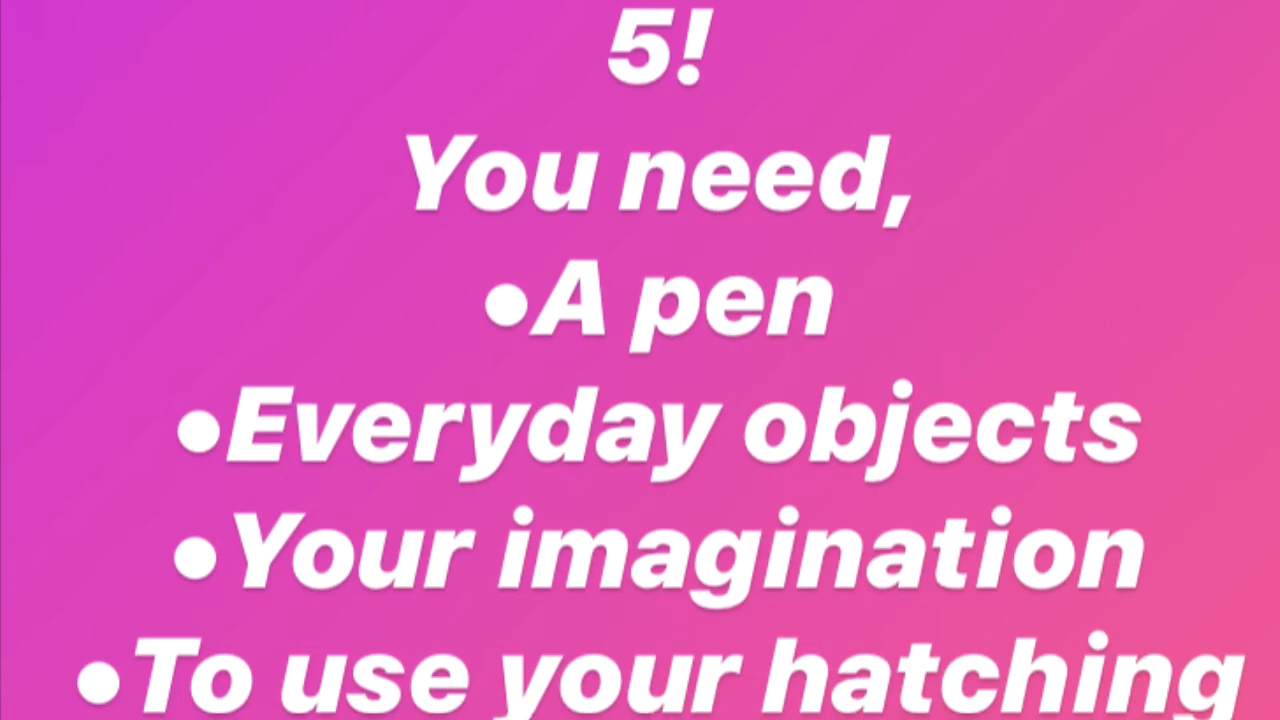 5!
You need,
•A pen
•Everyday objects
•Your imagination
•To use your hatching